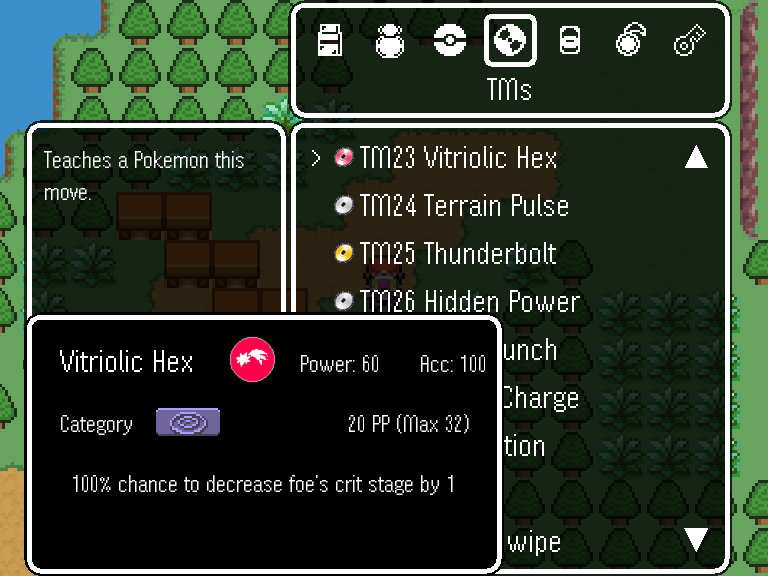 TMs
Teaches a Pokemon this
move.
> TM23 Vitriolic Hex
TM24 Terrain Pulse
TM25 Thunderbolt
TM26 Hidden Power
unch
Charge
tion
wipe
Vitriolic Hex
Power: 60
Acc: 100
Category
20 PP (Max 32)
100% chance to decrease foe's crit stage by 1